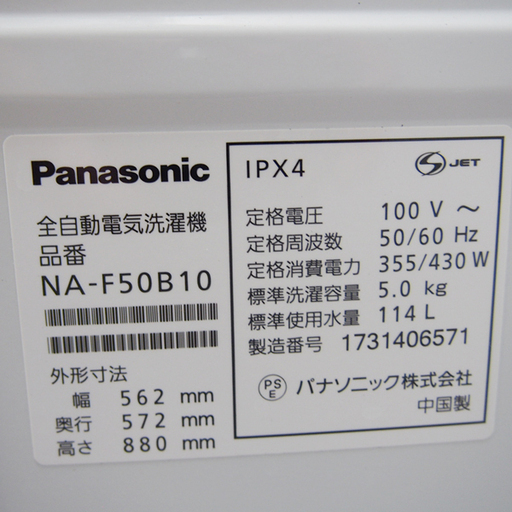 Panasonic
全自動電気洗濯機
品番
NA-F50B10
外形寸法
幅 562 mm
奥行 572 mm
高さ 880 mm
IPX4
S JET
定格電圧 100 V ～
定格周波数 50/60 Hz
定格消費電力 355/430 W
標準洗濯容量 5.0 kg
標準使用水量 114 L
製造番号 1731406571
PS E パナソニック株式会社
中国製